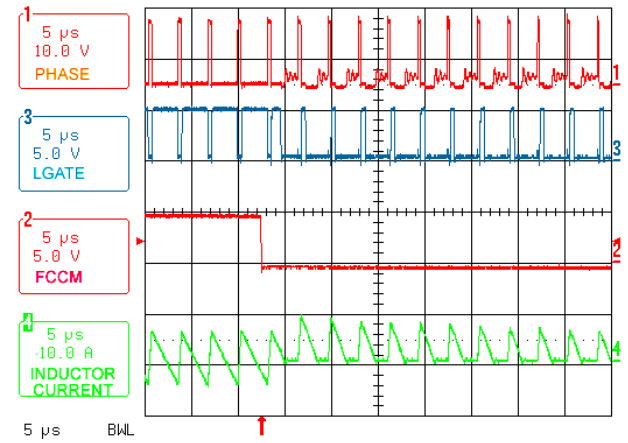 1
5 µs
10.0 V
PHASE
1
3
5 µs
5.0 V
LGATE
3
2
5 µs
5.0 V
FCCM
2
4
5 µs
10.0 A
INDUCTOR
CURRENT
4
5 µs BWL